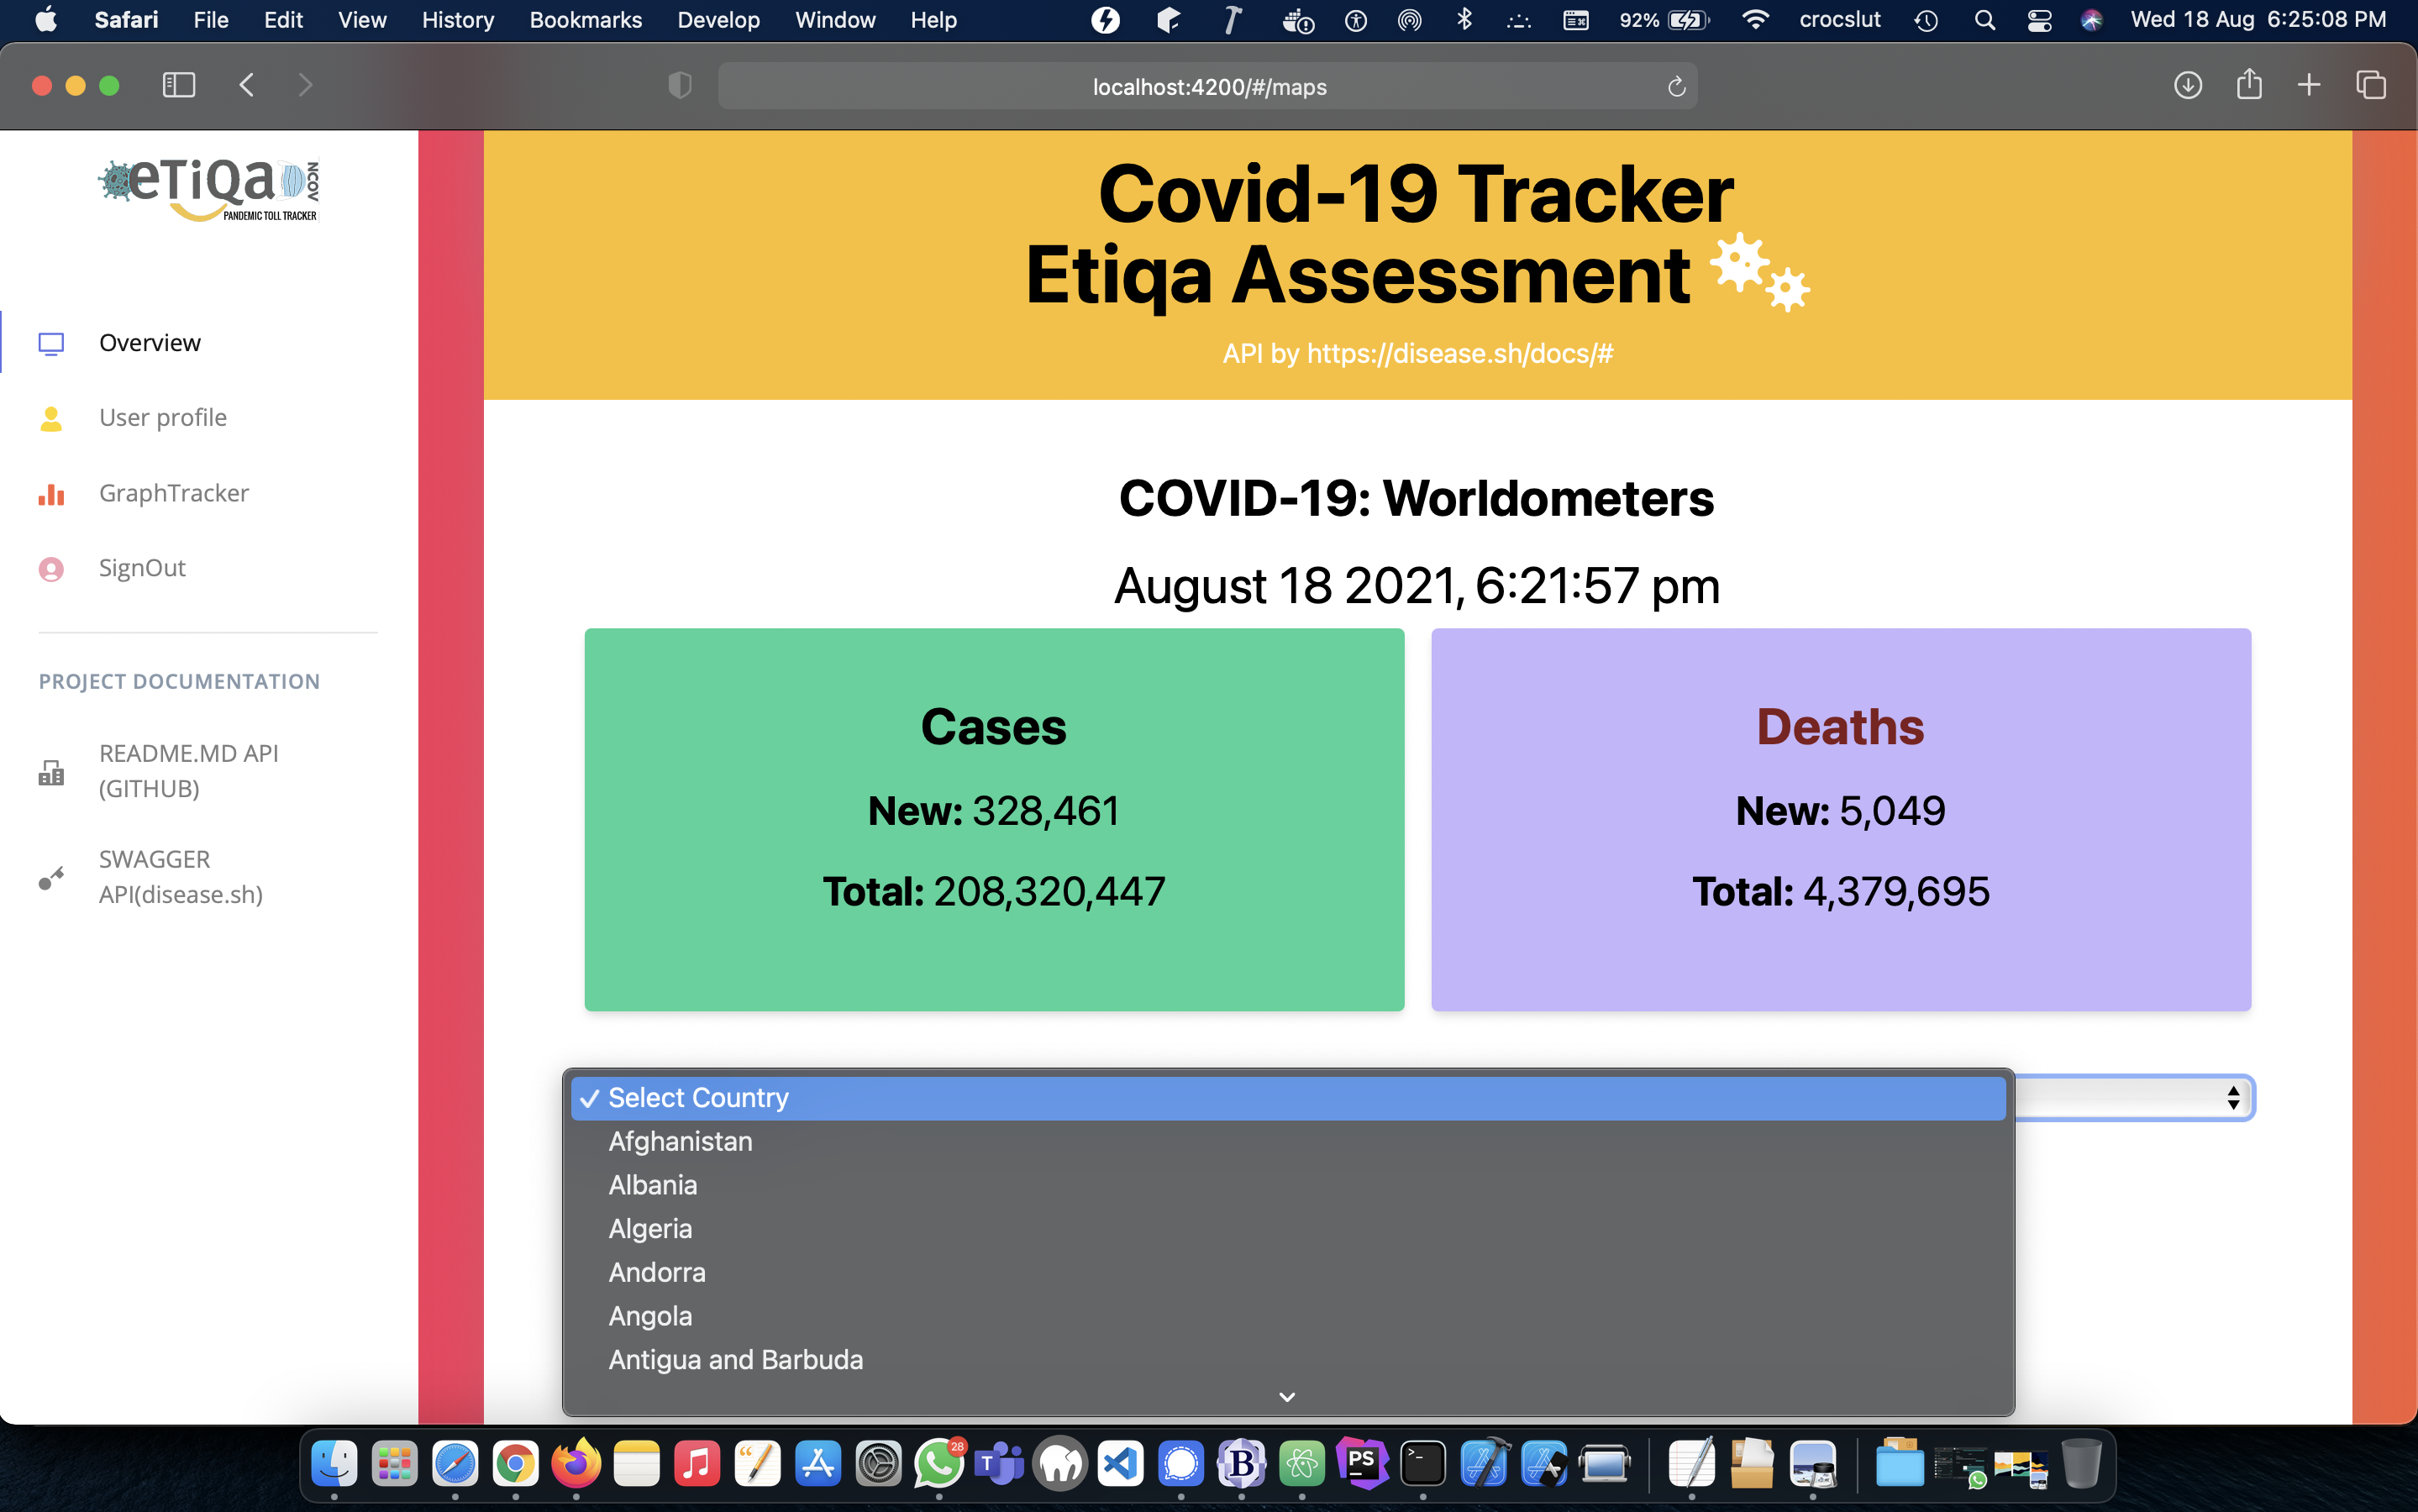 Safari File Edit View History Bookmarks Develop Window Help 92% crocslut Wed 18 Aug 6:25:08 PM
localhost:4200/#/maps
eTiQa NCOV
PANDEMIC TOLL TRACKER
Overview
User profile
GraphTracker
SignOut
PROJECT DOCUMENTATION
README.MD API
(GITHUB)
SWAGGER
API(disease.sh)
Covid-19 Tracker
Etiqa Assessment
API by https://disease.sh/docs/#
COVID-19: Worldometers
August 18 2021, 6:21:57 pm
Cases
New: 328,461
Total: 208,320,447
Deaths
New: 5,049
Total: 4,379,695
✓ Select Country
Afghanistan
Albania
Algeria
Andorra
Angola
Antigua and Barbuda
28
T
B
PS